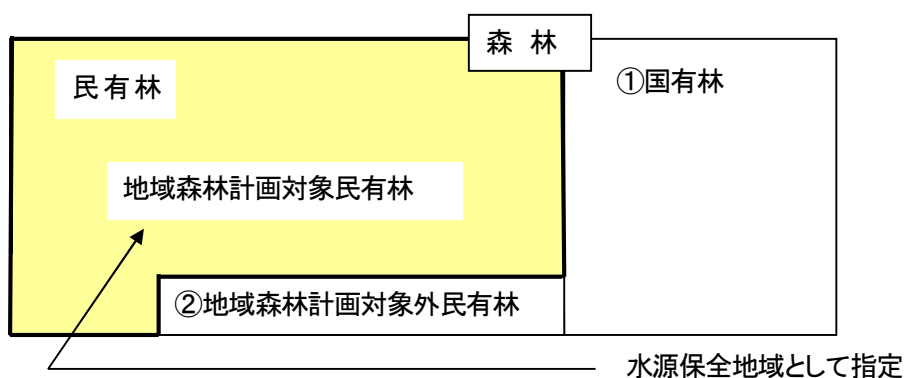 森 林
民有林
①国有林
地域森林計画対象民有林
②地域森林計画対象外民有林
水源保全地域として指定